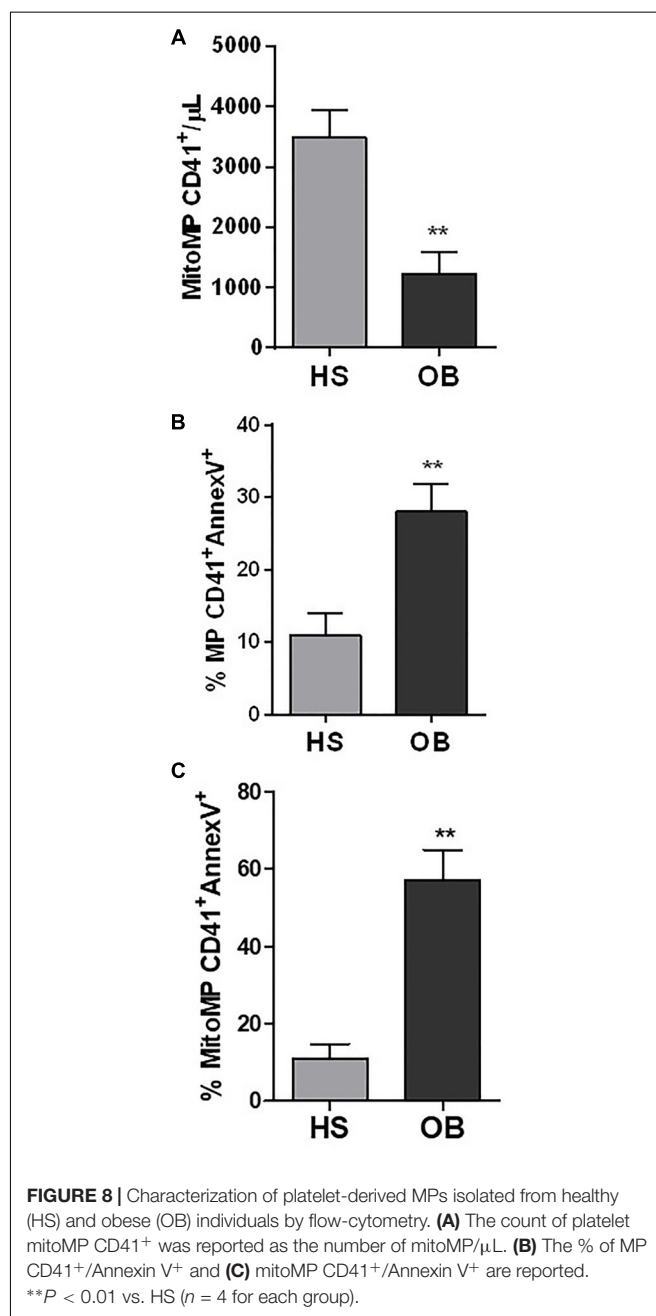 A
5000
4000
3000
2000
1000
0
MitoMP CD41+/µL
**
HS OB
B
40
30
20
10
0
% MP CD41+AnnexV+
**
HS OB
C
80
60
40
20
0
% MitoMP CD41+AnnexV+
**
HS OB
FIGURE 8 | Characterization of platelet-derived MPs isolated from healthy
(HS) and obese (OB) individuals by flow-cytometry. (A) The count of platelet
mitoMP CD41+ was reported as the number of mitoMP/µL. (B) The % of MP
CD41+/Annexin V+ and (C) mitoMP CD41+/Annexin V+ are reported.
**P < 0.01 vs. HS (n = 4 for each group).